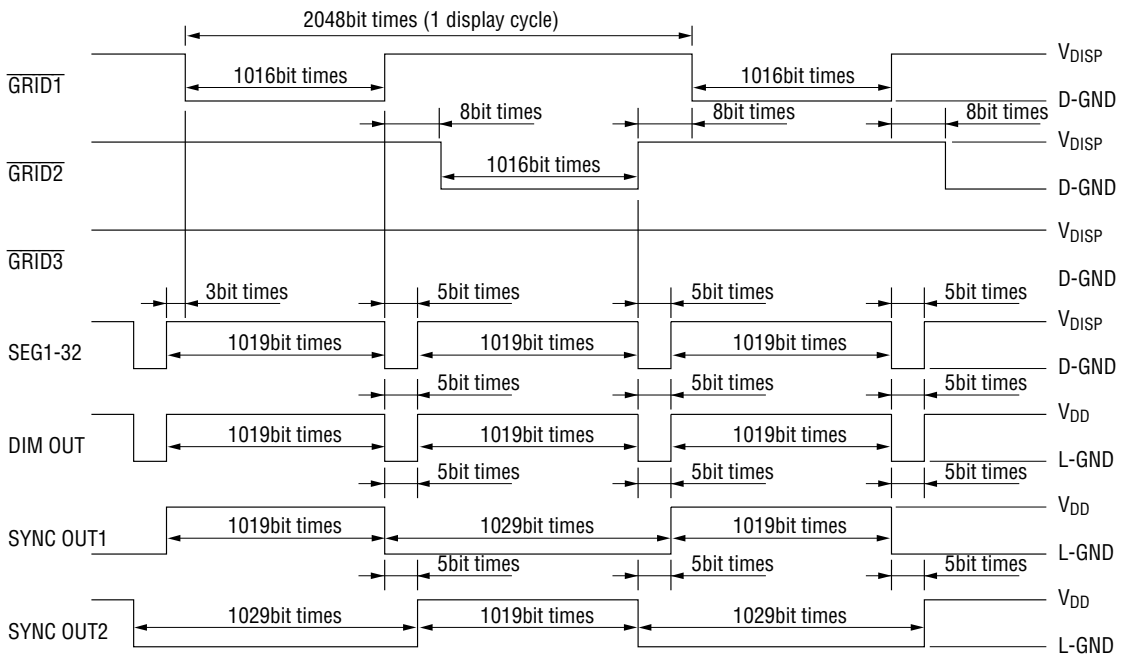 2048bit times (1 display cycle)
GRID1 1016bit times 1016bit times VDISP
D-GND
8bit times 8bit times 8bit times
GRID2 1016bit times VDISP
D-GND
GRID3 VDISP
D-GND
3bit times 5bit times 5bit times 5bit times
SEG1-32 1019bit times 1019bit times 1019bit times VDISP
D-GND
5bit times 5bit times 5bit times
DIM OUT 1019bit times 1019bit times 1019bit times VDD
L-GND
5bit times 5bit times 5bit times
SYNC OUT1 1019bit times 1029bit times 1019bit times VDD
L-GND
5bit times 5bit times 5bit times
SYNC OUT2 1029bit times 1019bit times 1029bit times VDD
L-GND